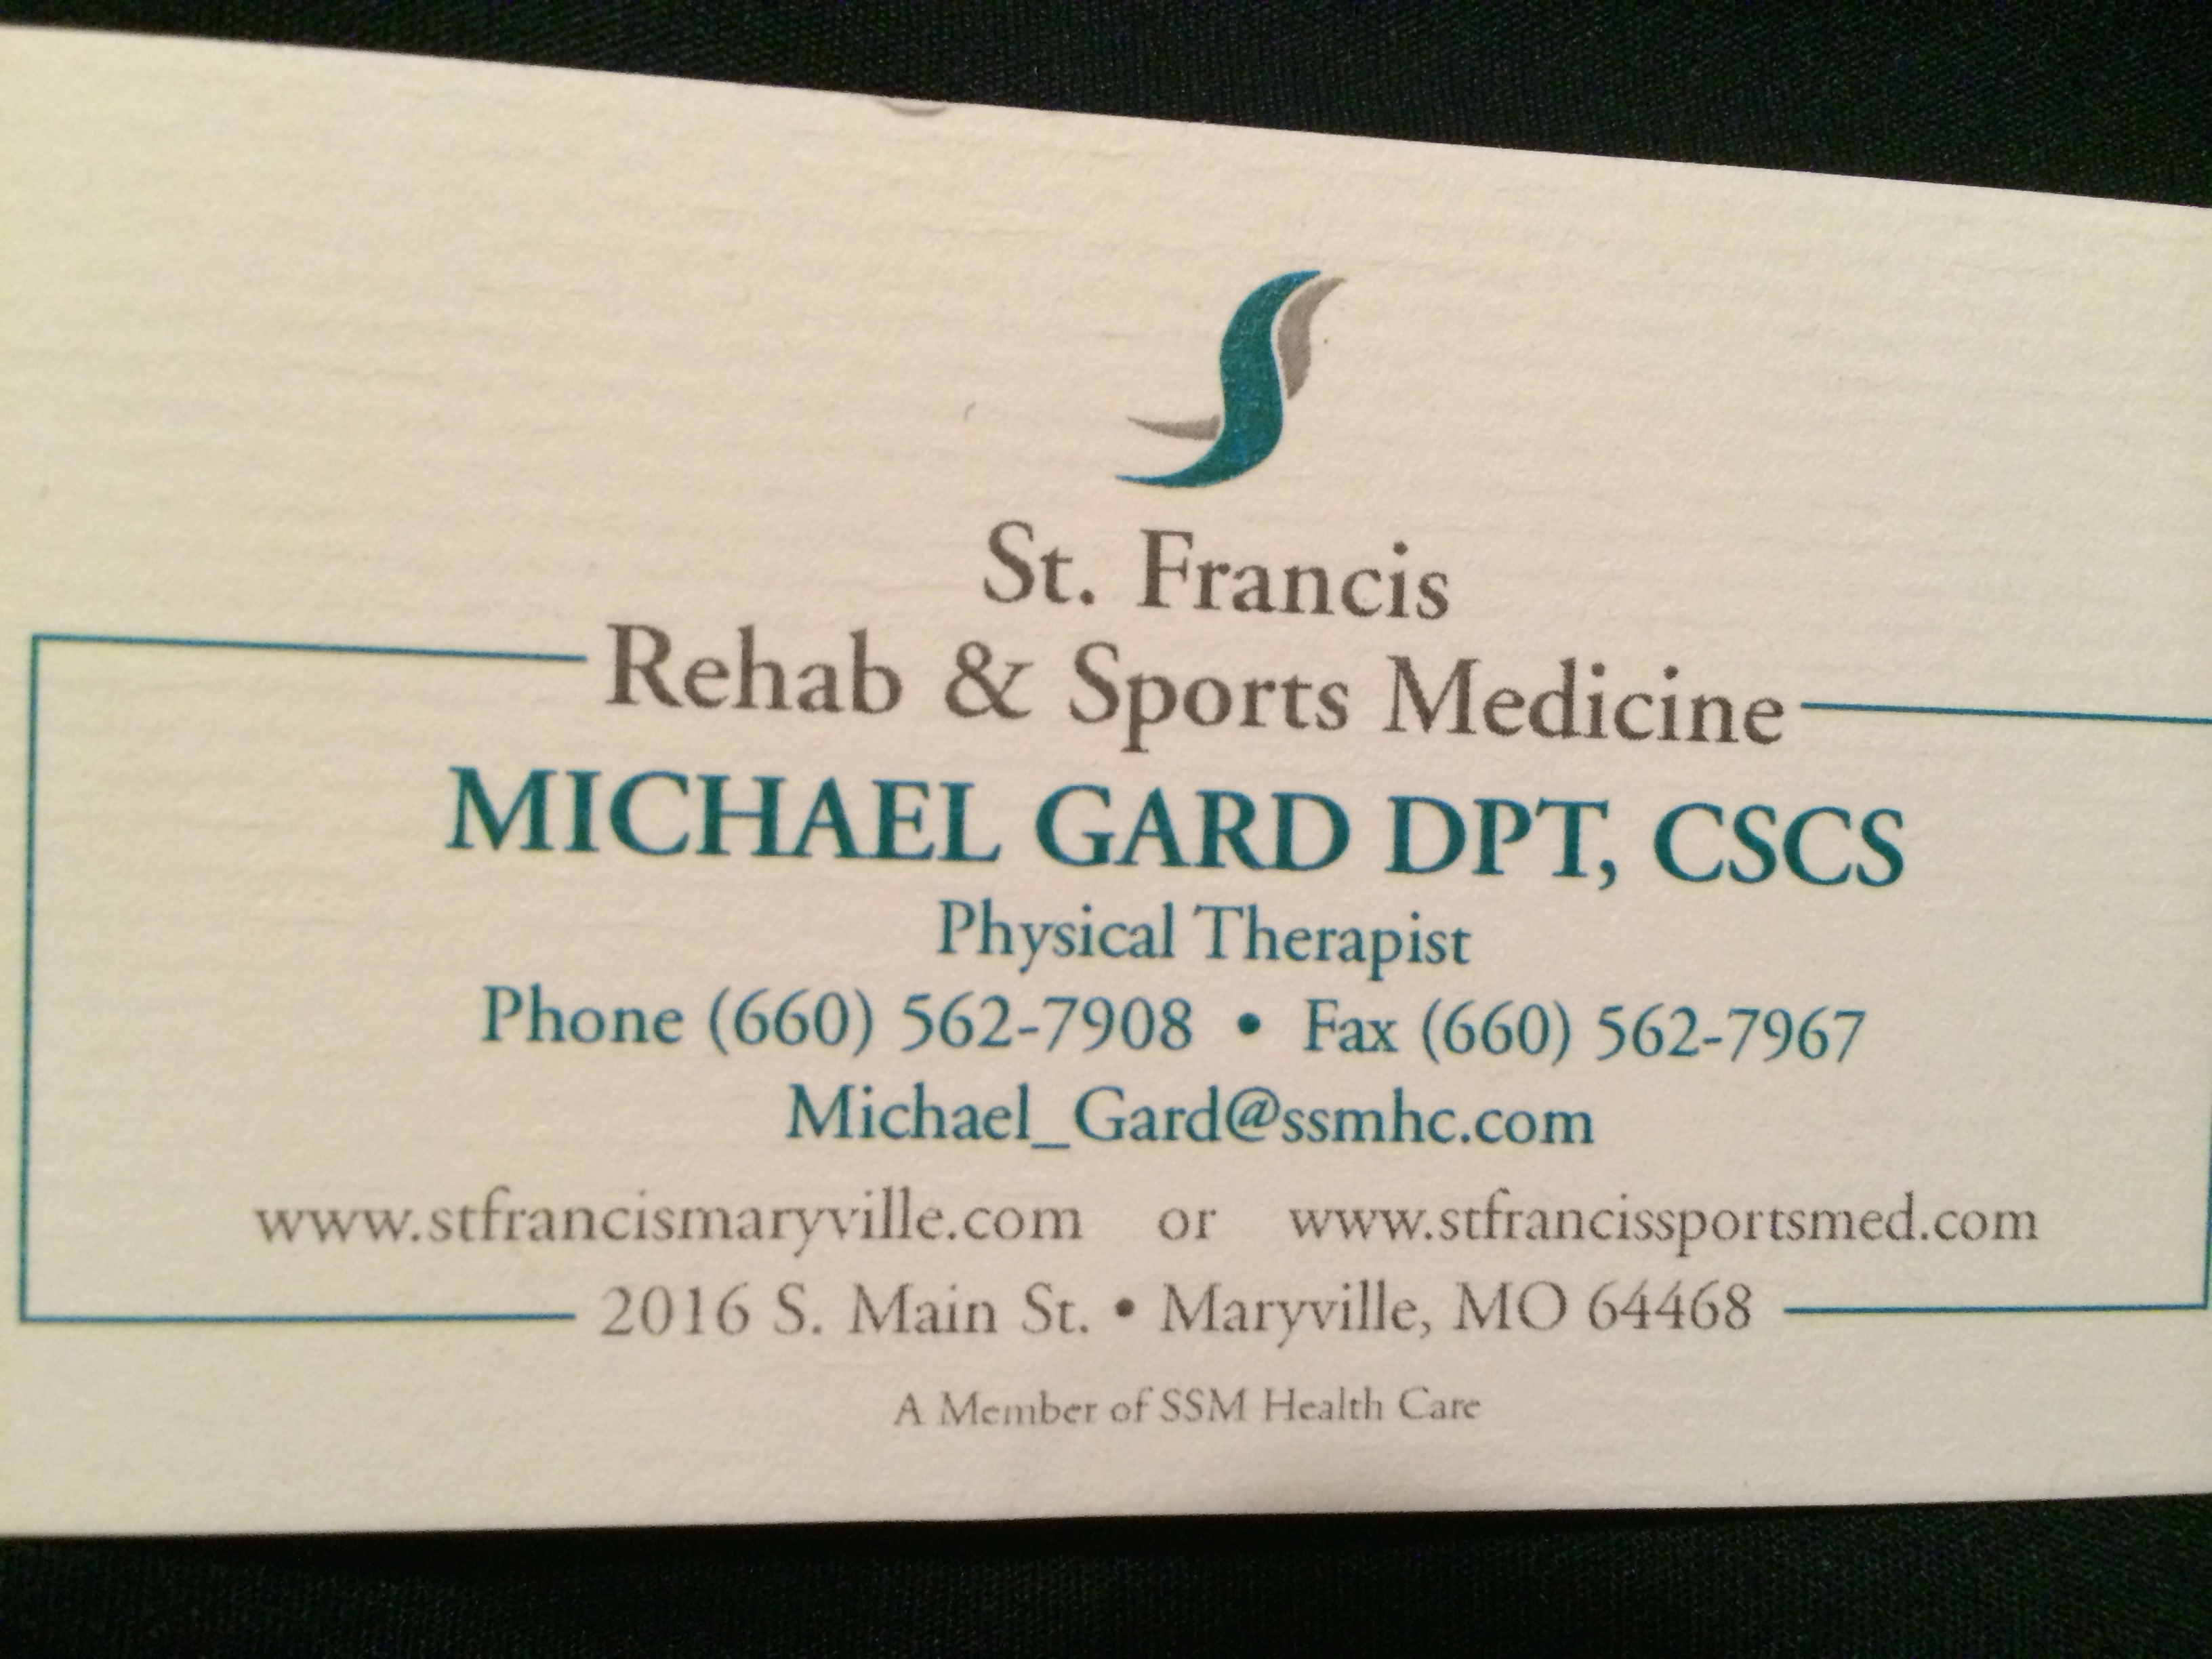 St. Francis
Rehab & Sports Medicine
MICHAEL GARD DPT, CSCS
Physical Therapist
Phone (660) 562-7908 • Fax (660) 562-7967
Michael_Gard@ssmhc.com
www.stfrancismaryville.com or www.stfrancissportsmed.com
2016 S. Main St. • Maryville, MO 64468
A Member of SSM Health Care